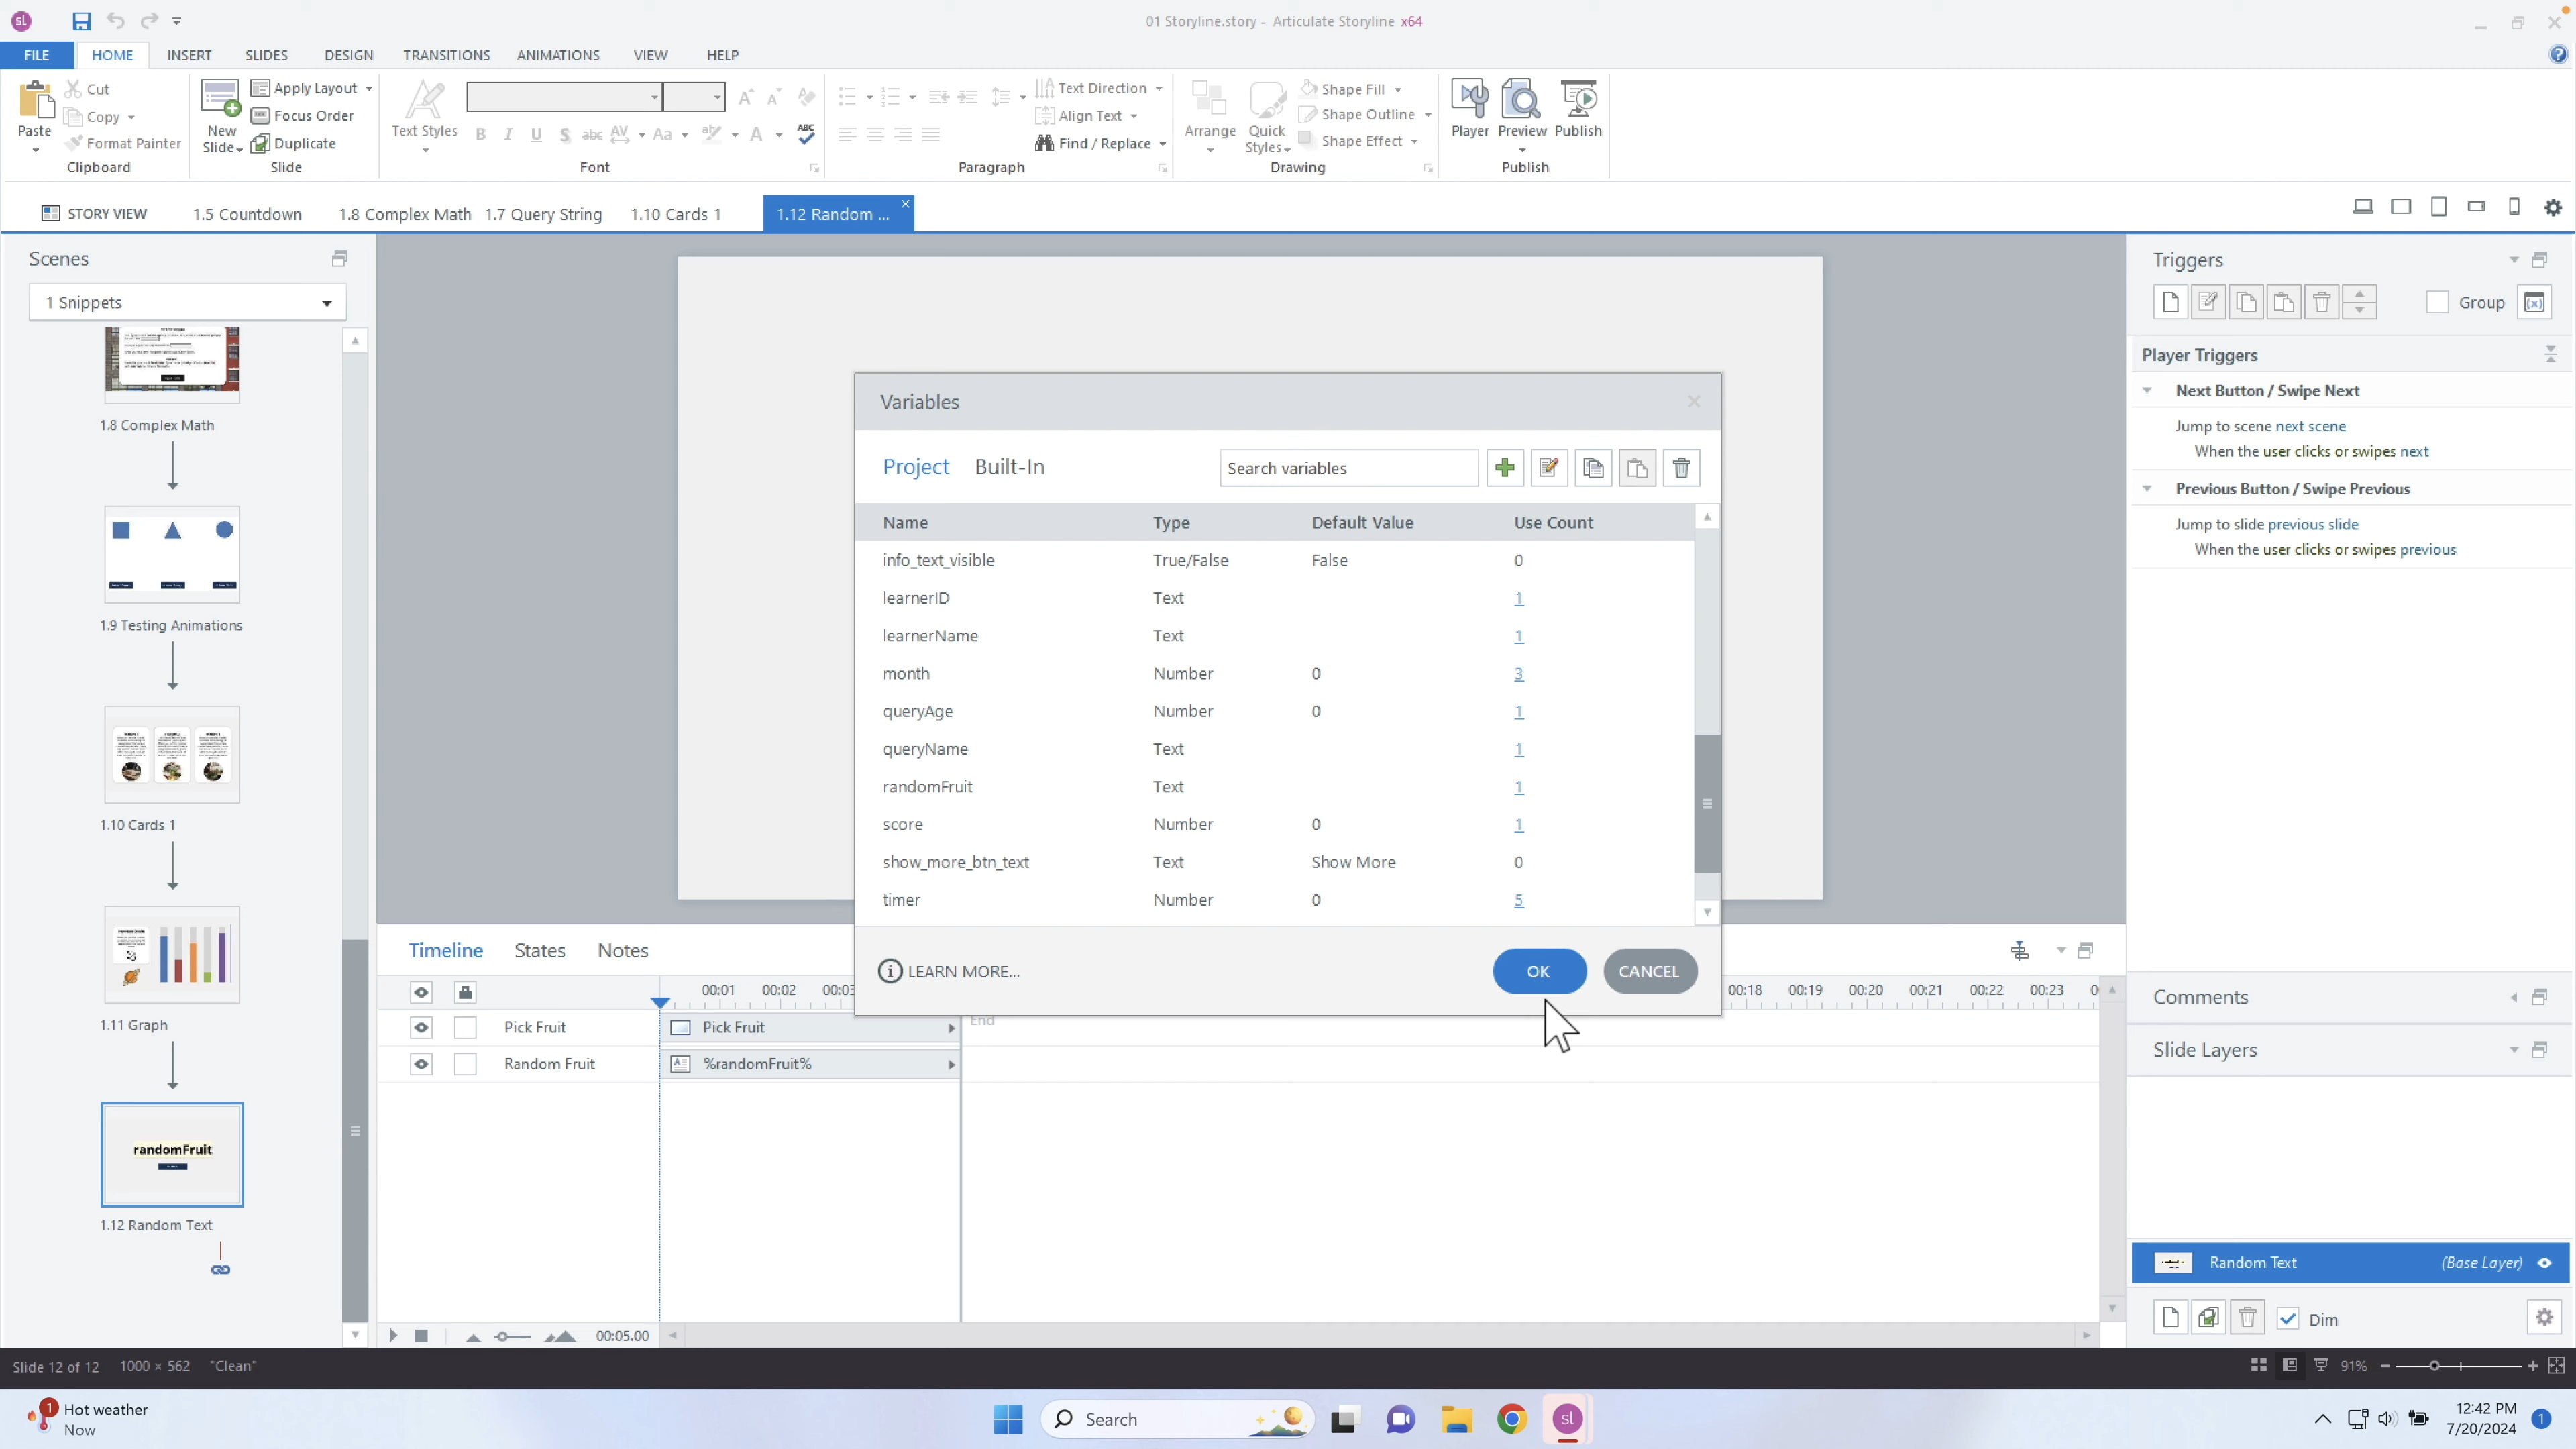 sl
01 Storyline.story - Articulate Storyline x64
FILE HOME INSERT SLIDES DESIGN TRANSITIONS ANIMATIONS VIEW HELP
Paste
Cut
Copy
Format Painter
Clipboard
New Slide
Apply Layout
Focus Order
Duplicate
Slide
Text Styles
B I U S abc AV Aa A ABC
Font
Text Direction
Align Text
Find / Replace
Paragraph
Arrange
Quick Styles
Shape Fill
Shape Outline
Shape Effect
Drawing
Player
Preview
Publish
Publish
STORY VIEW 1.5 Countdown 1.8 Complex Math 1.7 Query String 1.10 Cards 1 1.12 Random ...
Scenes
1 Snippets
1.8 Complex Math
1.9 Testing Animations
1.10 Cards 1
1.11 Graph
randomFruit
1.12 Random Text
Variables
Project Built-In Search variables
Name Type Default Value Use Count
info_text_visible True/False False 0
learnerID Text 1
learnerName Text 1
month Number 0 3
queryAge Number 0 1
queryName Text 1
randomFruit Text 1
score Number 0 1
show_more_btn_text Text Show More 0
timer Number 0 5
LEARN MORE... OK CANCEL
Timeline States Notes
00:01 00:02 00:03 00:18 00:19 00:20 00:21 00:22 00:23
Pick Fruit Pick Fruit End
Random Fruit %randomFruit%
00:05.00
Triggers
Group
Player Triggers
Next Button / Swipe Next
Jump to scene next scene
When the user clicks or swipes next
Previous Button / Swipe Previous
Jump to slide previous slide
When the user clicks or swipes previous
Comments
Slide Layers
Random Text (Base Layer)
Dim
Slide 12 of 12 1000 × 562 "Clean" 91%
1 Hot weather
Now
Search
sl
12:42 PM
7/20/2024
1